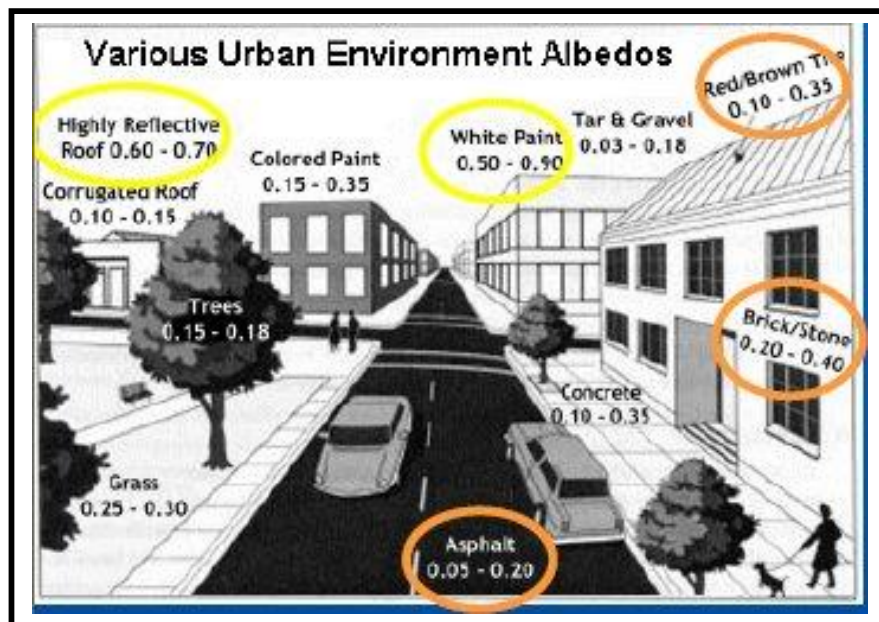 Various Urban Environment Albedos
Highly Reflective
Roof 0.60 - 0.70
White Paint
0.50 - 0.90
Tar & Gravel
0.03 - 0.18
Red/Brown Tile
0.10 - 0.35
Colored Paint
0.15 - 0.35
Corrugated Roof
0.10 - 0.15
Trees
0.15 - 0.18
Brick/Stone
0.20 - 0.40
Concrete
0.10 - 0.35
Grass
0.25 - 0.30
Asphalt
0.05 - 0.20